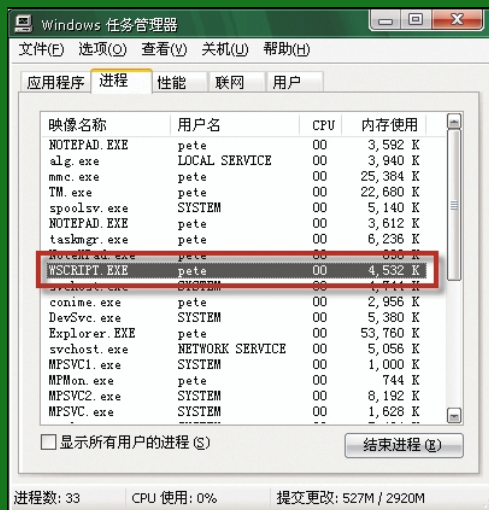 Windows 任务管理器
文件(F) 选项(O) 查看(V) 关机(U) 帮助(H)
应用程序 进程 性能 联网 用户
映像名称 用户名 CPU 内存使用
NOTEPAD.EXE pete 00 3,592 K
alg.exe LOCAL SERVICE 00 3,940 K
mmc.exe pete 00 25,384 K
TM.exe pete 00 22,680 K
spoolsv.exe SYSTEM 00 5,140 K
NOTEPAD.EXE pete 00 3,612 K
taskmgr.exe pete 00 6,236 K
pete 00 K
WSCRIPT.EXE pete 00 4,532 K
svchost.exe SYSTEM 00 4,744 K
conime.exe pete 00 2,956 K
DevSvc.exe SYSTEM 00 5,380 K
Explorer.EXE pete 00 53,760 K
svchost.exe NETWORK SERVICE 00 5,056 K
MPSVC1.exe SYSTEM 00 1,000 K
MPMon.exe pete 00 744 K
MPSVC2.exe SYSTEM 00 8,192 K
MPSVC.exe SYSTEM 00 1,628 K
显示所有用户的进程(S) 结束进程(E)
进程数: 33 CPU 使用: 0% 提交更改: 527M / 2920M